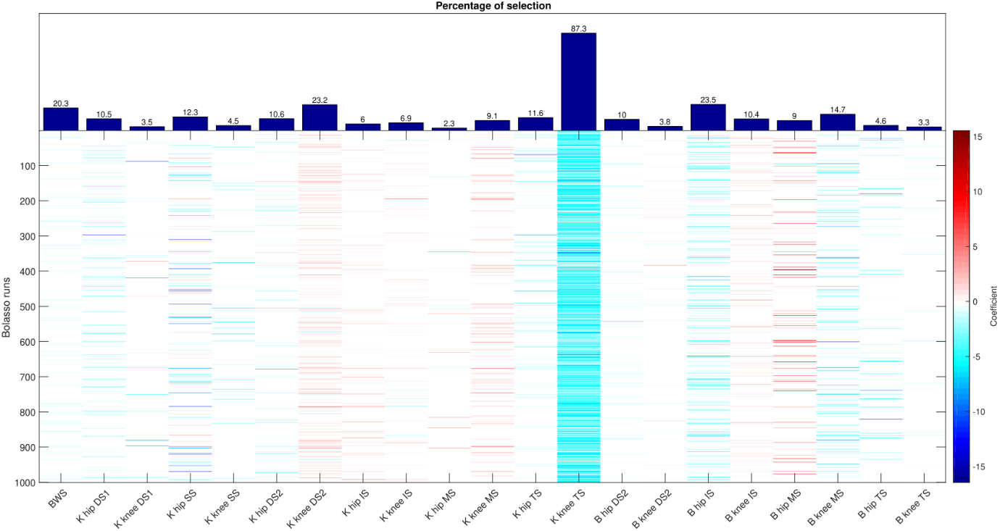 Percentage of selection
87.3
20.3
10.5
3.5
12.3
4.5
10.6
23.2
6
6.9
2.3
9.1
11.6
10
3.8
23.5
10.4
9
14.7
4.6
3.3
100
200
300
400
500
600
700
800
900
1000
Bolasso runs
15
10
5
0
-5
-10
-15
Coefficient
BWS
K hip DS1
K knee DS1
K hip SS
K knee SS
K hip DS2
K knee DS2
K hip IS
K knee IS
K hip MS
K knee MS
K hip TS
K knee TS
B hip DS2
B knee DS2
B hip IS
B knee IS
B hip MS
B knee MS
B hip TS
B knee TS